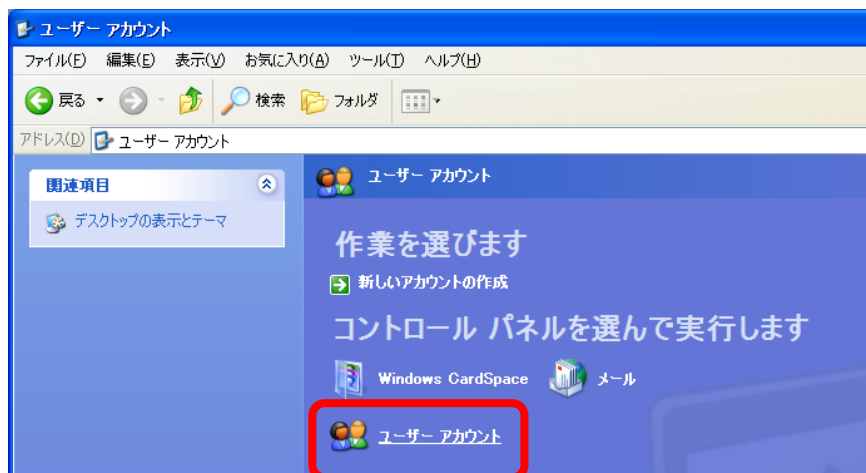 ユーザー アカウント
ファイル(F) 編集(E) 表示(V) お気に入り(A) ツール(T) ヘルプ(H)
戻る 検索 フォルダ
アドレス(D) ユーザー アカウント
関連項目
デスクトップの表示とテーマ
ユーザー アカウント
作業を選びます
新しいアカウントの作成
コントロール パネルを選んで実行します
Windows CardSpace メール
ユーザー アカウント